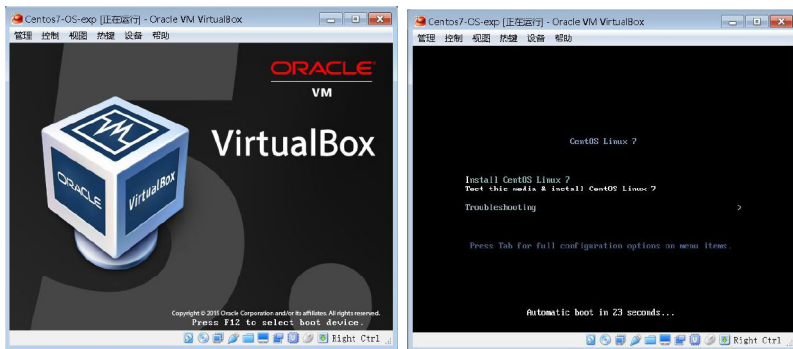 Centos7-OS-exp [正在运行] - Oracle VM VirtualBox
管理 控制 视图 热键 设备 帮助
ORACLE
VM
VirtualBox
ORACLE
VirtualBox
5.
Copyright © 2015 Oracle Corporation and/or its affiliates. All rights reserved.
Press F12 to select boot device.
Right Ctrl
Centos7-OS-exp [正在运行] - Oracle VM VirtualBox
管理 控制 视图 热键 设备 帮助
CentOS Linux 7
Install CentOS Linux 7
Test this media & install CentOS Linux 7
Troubleshooting >
Press Tab for full configuration options on menu items.
Automatic boot in 23 seconds...
Right Ctrl